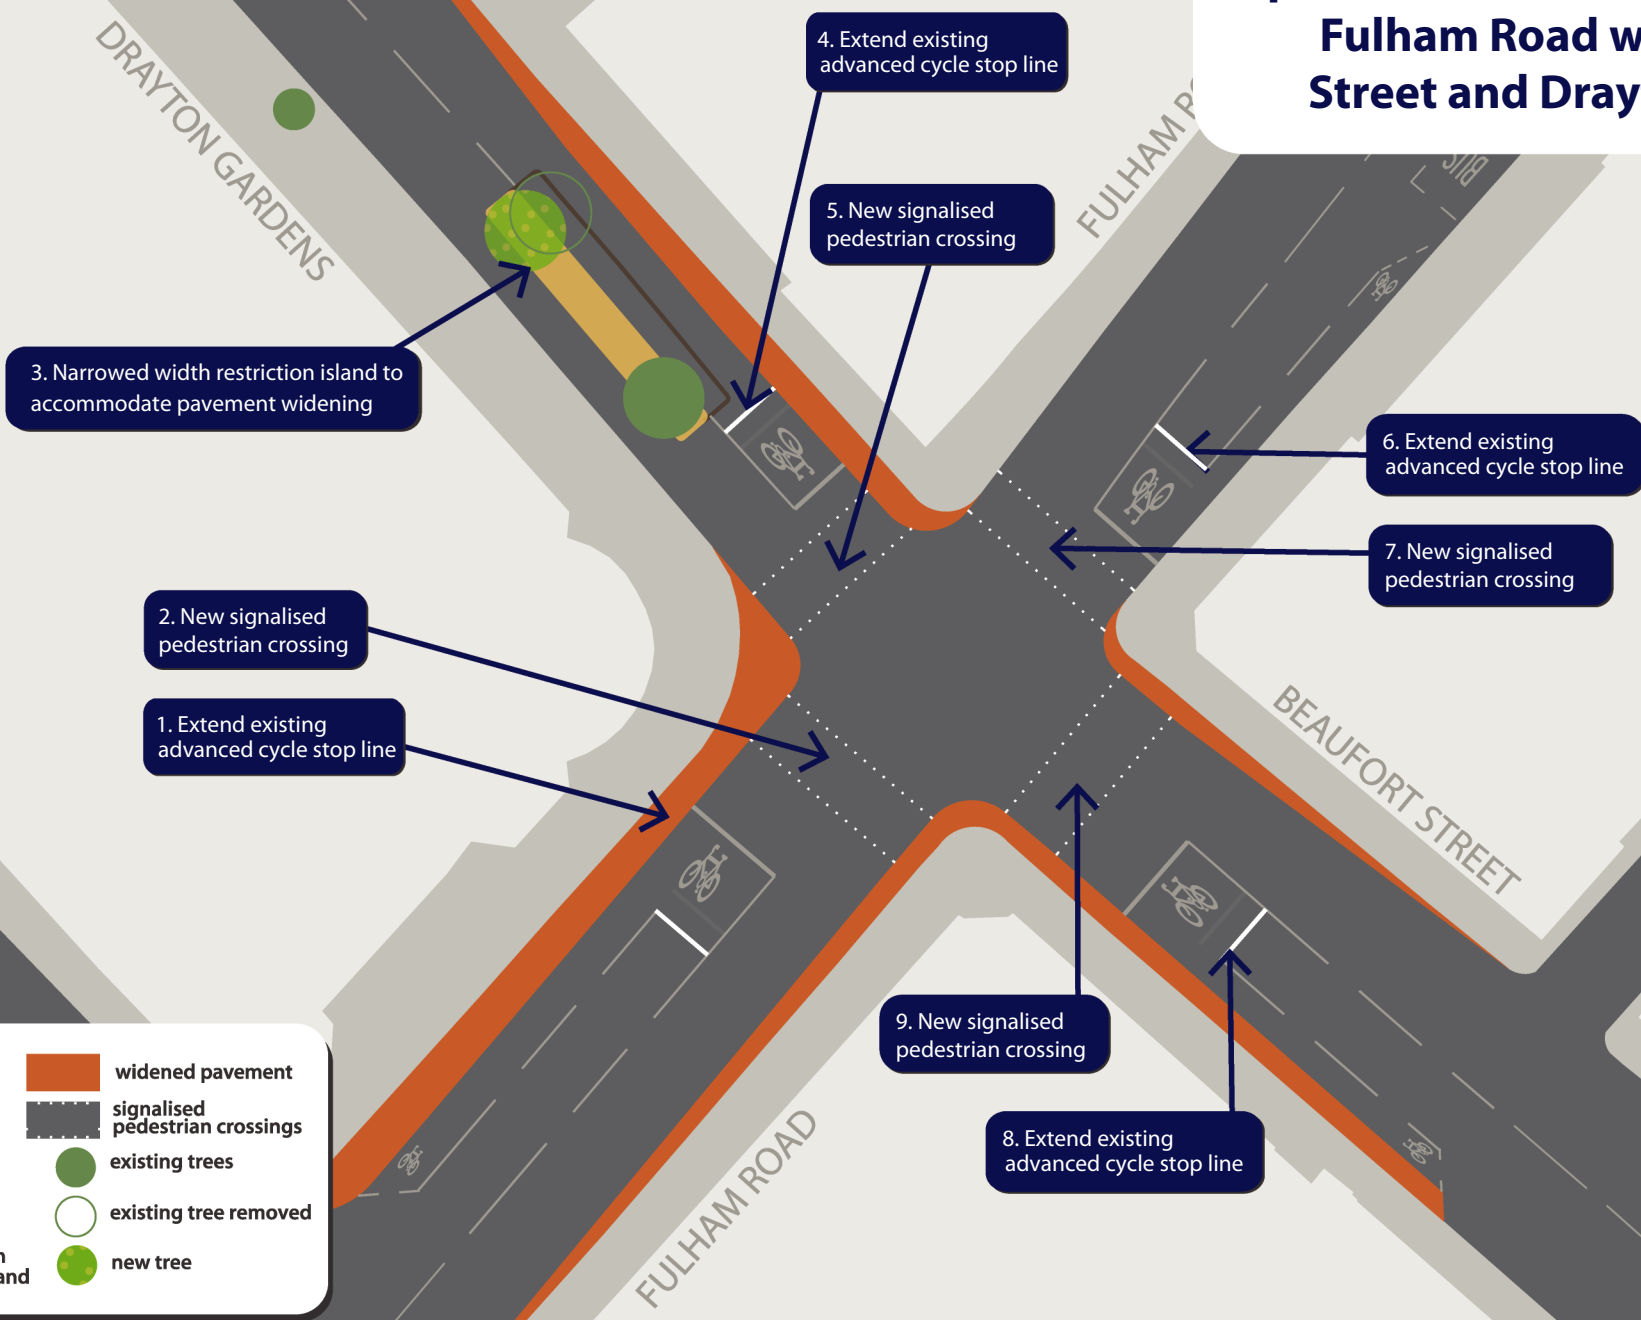 Fulham Road
Street and
DRAYTON GARDENS
FULHAM
BUS
4. Extend existing
advanced cycle stop line
5. New signalised
pedestrian crossing
3. Narrowed width restriction island to
accommodate pavement widening
6. Extend existing
advanced cycle stop line
7. New signalised
pedestrian crossing
2. New signalised
pedestrian crossing
1. Extend existing
advanced cycle stop line
BEAUFORT STREET
9. New signalised
pedestrian crossing
8. Extend existing
advanced cycle stop line
FULHAM ROAD
widened pavement
signalised
pedestrian crossings
existing trees
existing tree removed
new tree